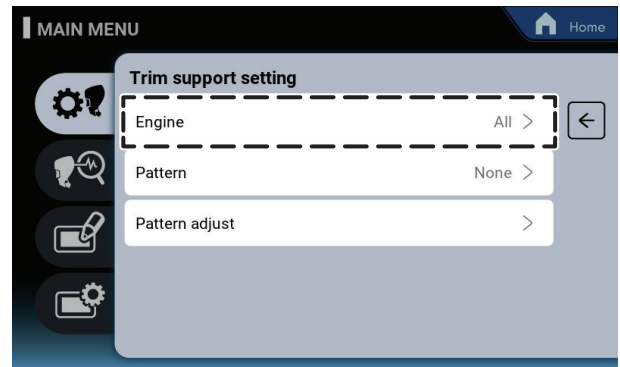 MAIN MENU
Home
Trim support setting
Engine All
Pattern None
Pattern adjust